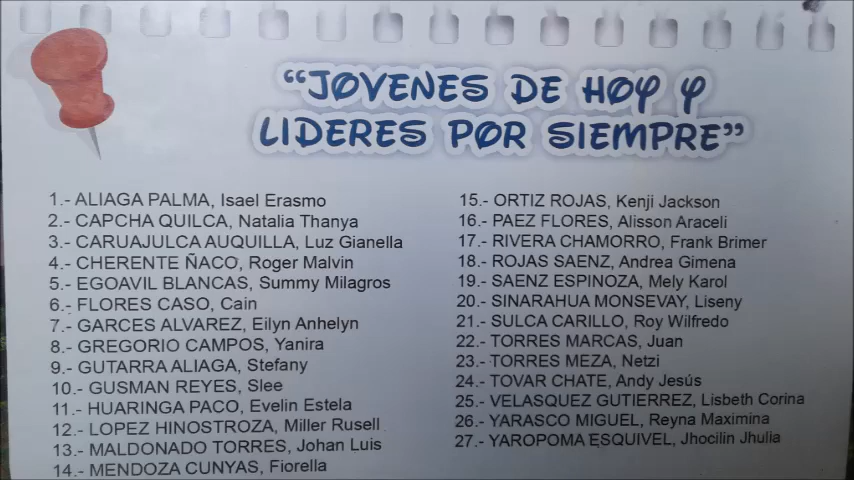 “JOVENES DE HOY Y
LIDERES POR SIEMPRE”
1.- ALIAGA PALMA, Isael Erasmo
2.- CAPCHA QUILCA, Natalia Thanya
3.- CARUAJULCA AUQUILLA, Luz Gianella
4.- CHERENTE ÑACO, Roger Malvin
5.- EGOAVIL BLANCAS, Summy Milagros
6.- FLORES CASO, Cain
7.- GARCES ALVAREZ, Eilyn Anhelyn
8.- GREGORIO CAMPOS, Yanira
9.- GUTARRA ALIAGA, Stefany
10.- GUSMAN REYES, Slee
11.- HUARINGA PACO, Evelin Estela
12.- LOPEZ HINOSTROZA, Miller Rusell
13.- MALDONADO TORRES, Johan Luis
14.- MENDOZA CUNYAS, Fiorella
15.- ORTIZ ROJAS, Kenji Jackson
16.- PAEZ FLORES, Alisson Araceli
17.- RIVERA CHAMORRO, Frank Brimer
18.- ROJAS SAENZ, Andrea Gimena
19.- SAENZ ESPINOZA, Mely Karol
20.- SINARAHUA MONSEVAY, Liseny
21.- SULCA CARILLO, Roy Wilfredo
22.- TORRES MARCAS, Juan
23.- TORRES MEZA, Netzi
24.- TOVAR CHATE, Andy Jesús
25.- VELASQUEZ GUTIERREZ, Lisbeth Corina
26.- YARASCO MIGUEL, Reyna Maximina
27.- YAROPOMA ESQUIVEL, Jhocilin Jhulia